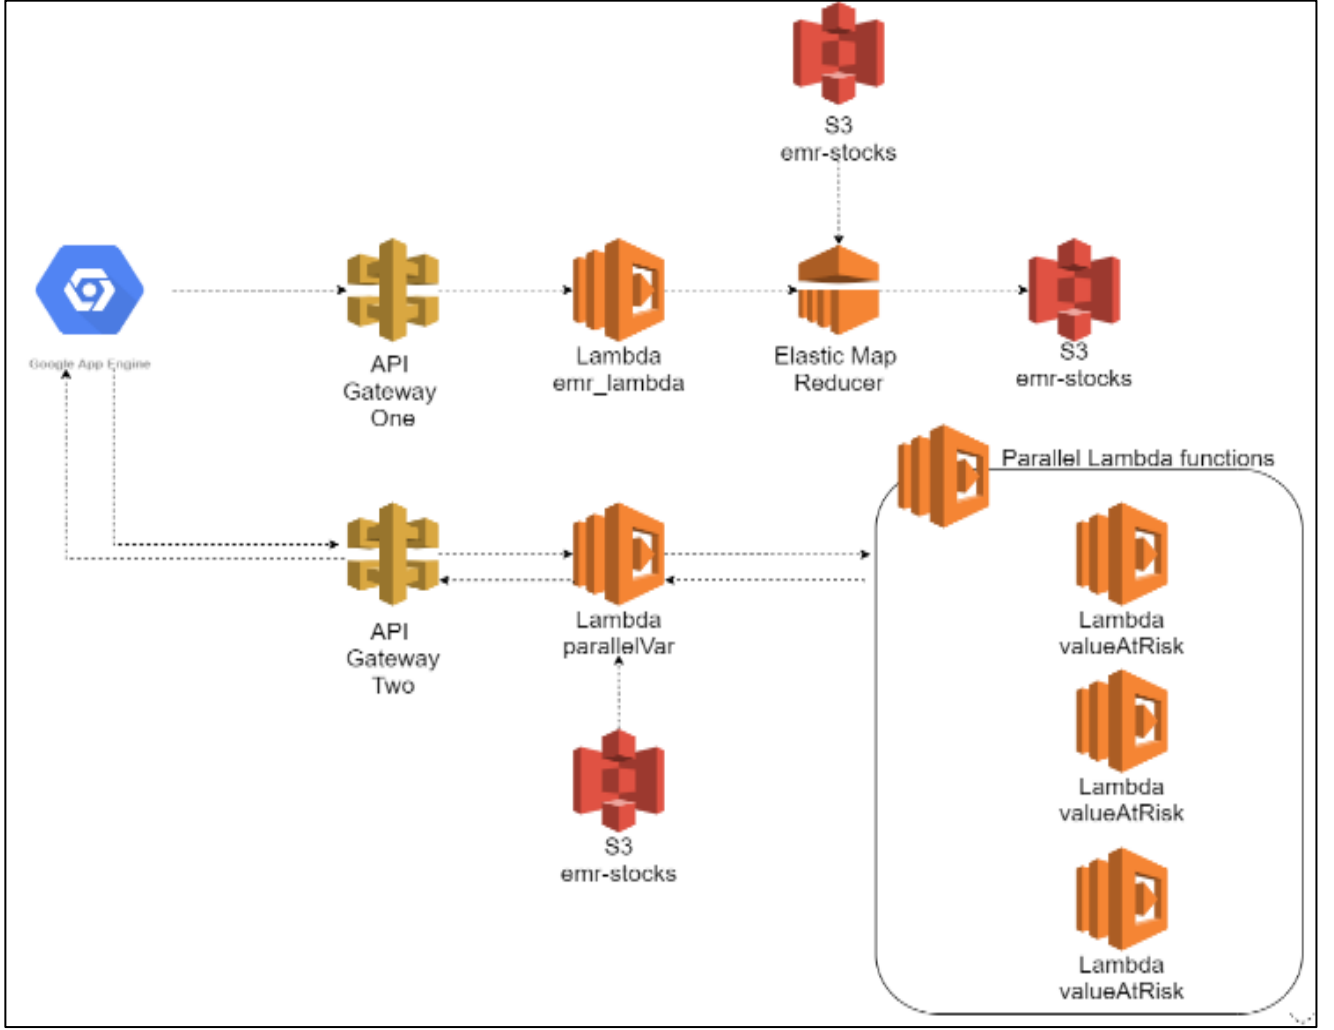 S3
emr-stocks
Google App Engine
API
Gateway
One
Lambda
emr_lambda
Elastic Map
Reducer
S3
emr-stocks
Parallel Lambda functions
API
Gateway
Two
Lambda
parallelVar
S3
emr-stocks
Lambda
valueAtRisk
Lambda
valueAtRisk
Lambda
valueAtRisk